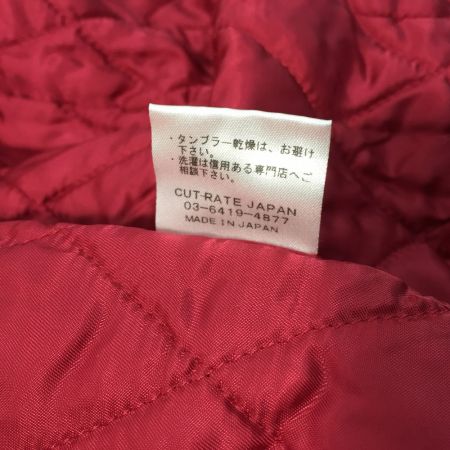 ・タンブラー乾燥は、お避け
下さい。
・洗濯は信用ある専門店へご
相談下さい。
CUT-RATE JAPAN
03-6419-4877
MADE IN JAPAN